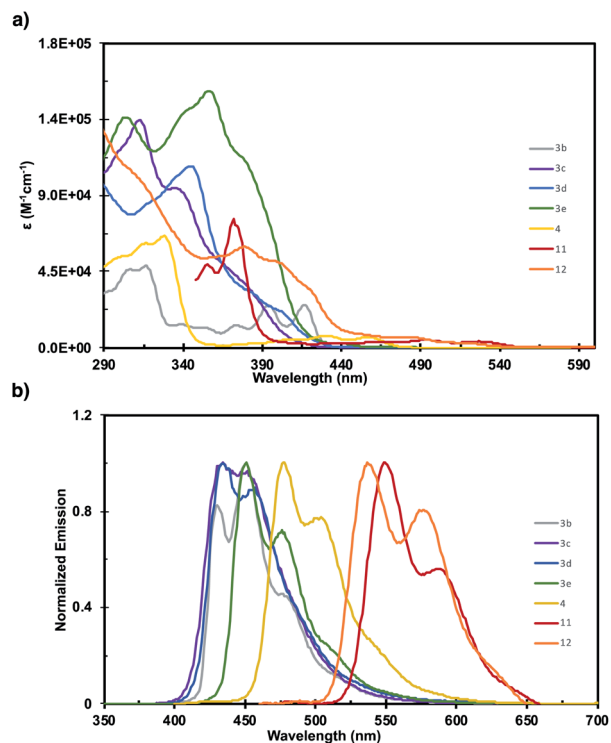 a)
1.8E+05
1.4E+05
9.0E+04
4.5E+04
0.0E+00
ε (M⁻¹ cm⁻¹)
290 340 390 440 490 540 590
Wavelength (nm)
3b
3c
3d
3e
4
11
12
b)
1.2
0.8
0.4
0
Normalized Emission
350 400 450 500 550 600 650 700
Wavelength (nm)
3b
3c
3d
3e
4
11
12